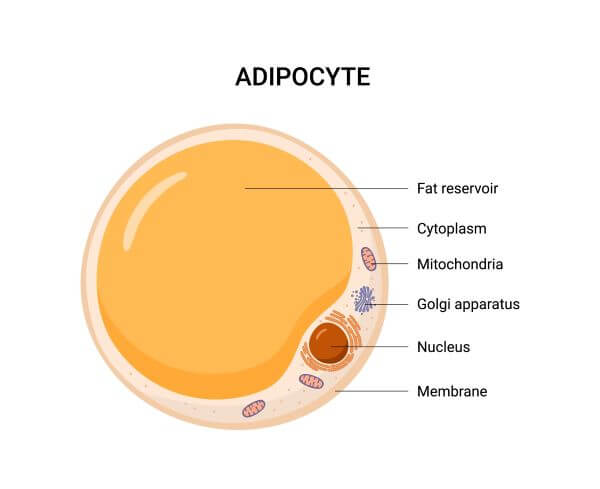 ADIPOCYTE
Fat reservoir
Cytoplasm
Mitochondria
Golgi apparatus
Nucleus
Membrane